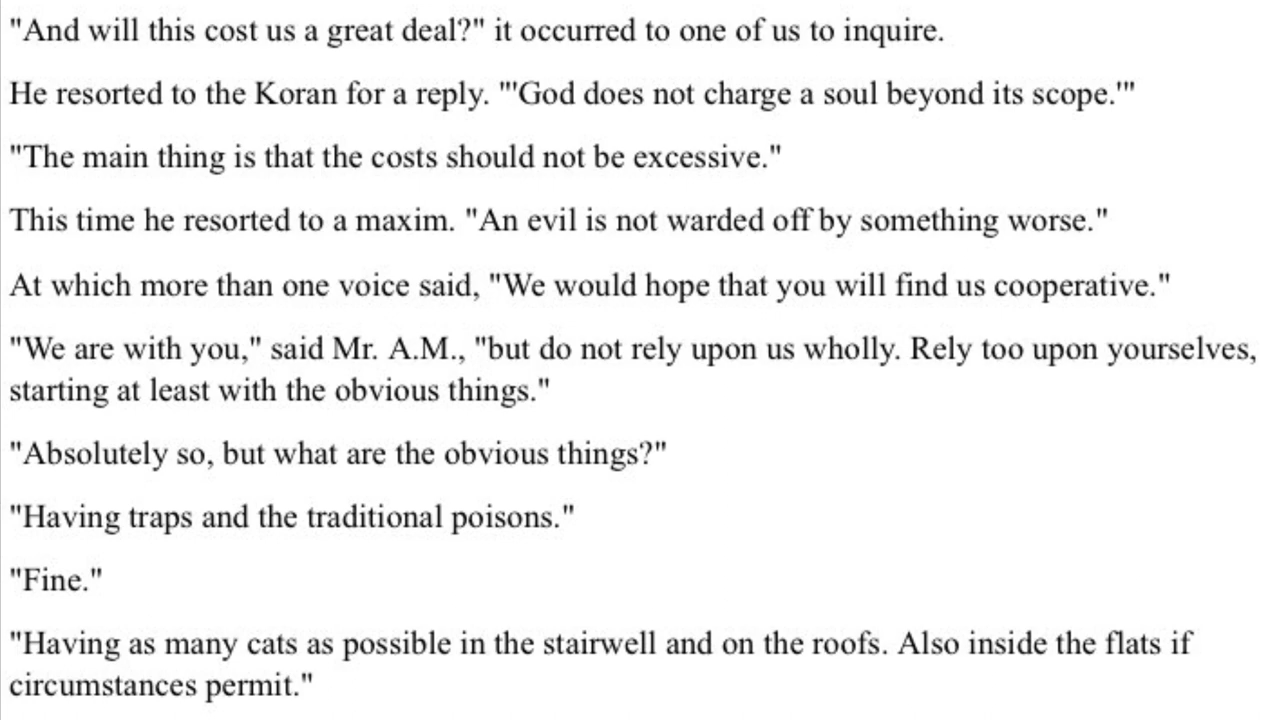 "And will this cost us a great deal?" it occurred to one of us to inquire.
He resorted to the Koran for a reply. "'God does not charge a soul beyond its scope.'"
"The main thing is that the costs should not be excessive."
This time he resorted to a maxim. "An evil is not warded off by something worse."
At which more than one voice said, "We would hope that you will find us cooperative."
"We are with you," said Mr. A.M., "but do not rely upon us wholly. Rely too upon yourselves,
starting at least with the obvious things."
"Absolutely so, but what are the obvious things?"
"Having traps and the traditional poisons."
"Fine."
"Having as many cats as possible in the stairwell and on the roofs. Also inside the flats if
circumstances permit."